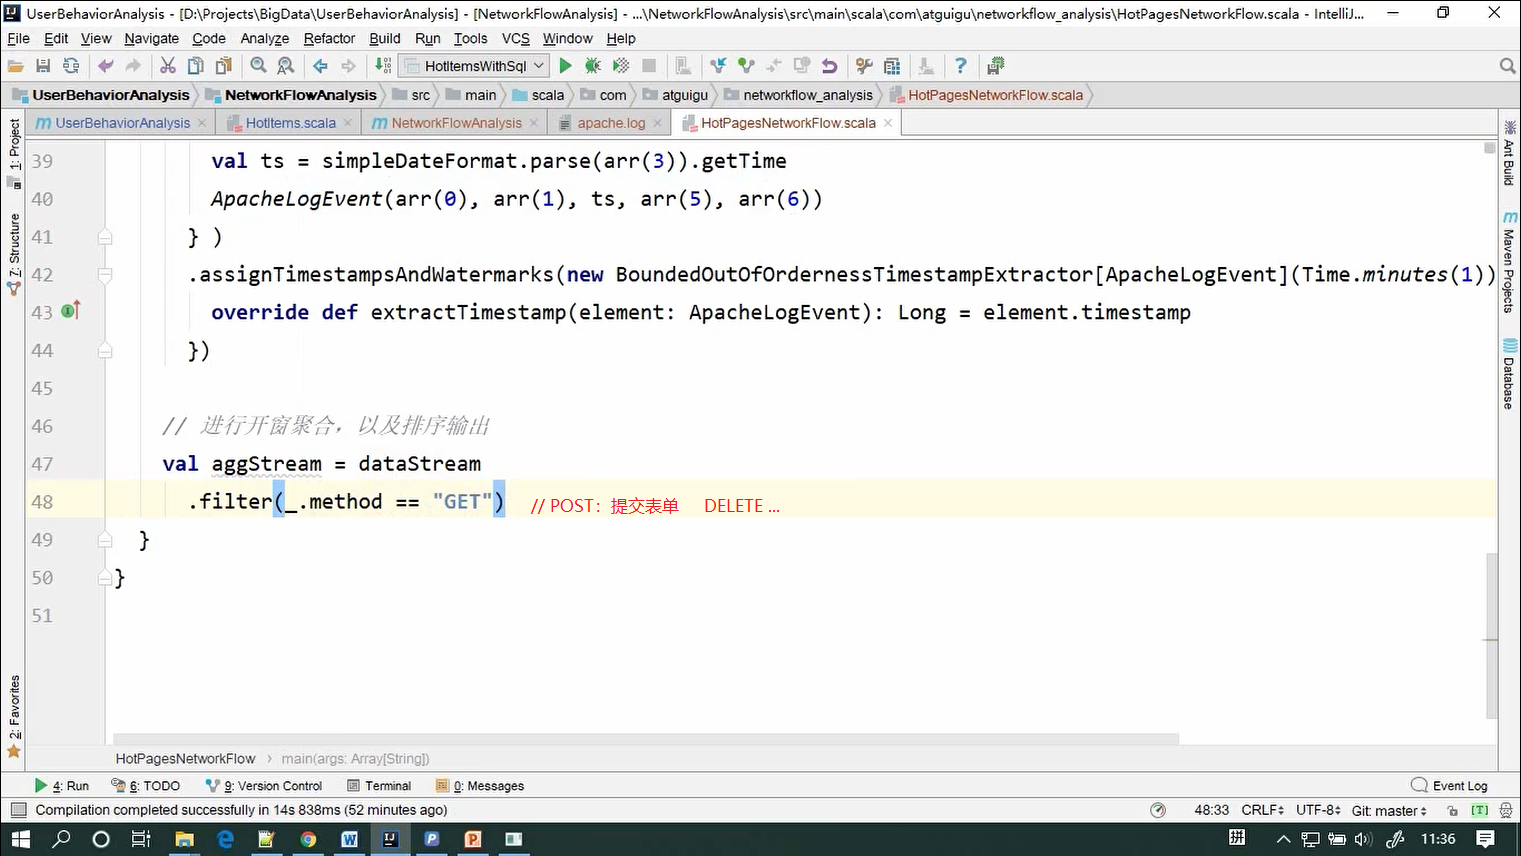 UserBehaviorAnalysis - [D:\Projects\BigData\UserBehaviorAnalysis] - [NetworkFlowAnalysis] - ...\NetworkFlowAnalysis\src\main\scala\com\atguigu\networkflow_analysis\HotPagesNetworkFlow.scala - IntelliJ...
File Edit View Navigate Code Analyze Refactor Build Run Tools VCS Window Help
HotItemsWithSql
UserBehaviorAnalysis NetworkFlowAnalysis src main scala com atguigu networkflow_analysis HotPagesNetworkFlow.scala
UserBehaviorAnalysis HotItems.scala NetworkFlowAnalysis apache.log HotPagesNetworkFlow.scala
1: Project
7: Structure
2: Favorites
39 val ts = simpleDateFormat.parse(arr(3)).getTime
40 ApacheLogEvent(arr(0), arr(1), ts, arr(5), arr(6))
41 } )
42 .assignTimestampsAndWatermarks(new BoundedOutOfOrdernessTimestampExtractor[ApacheLogEvent](Time.minutes(1))
43 override def extractTimestamp(element: ApacheLogEvent): Long = element.timestamp
44 })
45
46 // 进行开窗聚合，以及排序输出
47 val aggStream = dataStream
48 .filter(_.method == "GET") // POST：提交表单 DELETE ...
49 }
50 }
51
Ant Build
Maven Projects
Database
HotPagesNetworkFlow main(args: Array[String])
4: Run 6: TODO 9: Version Control Terminal 0: Messages Event Log
Compilation completed successfully in 14s 838ms (52 minutes ago) 48:33 CRLF UTF-8 Git: master [T]
拼 11:36